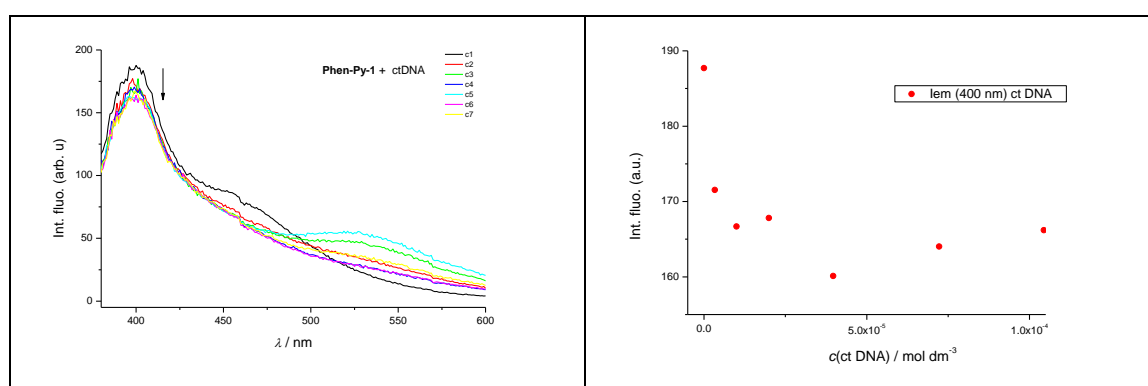 Phen-Py-1 + ctDNA
c1
c2
c3
c4
c5
c6
c7
200
150
100
50
0
Int. fluo. (arb. u)
400
450
500
550
600
λ / nm
Iem (400 nm) ct DNA
190
180
170
160
Int. fluo. (a.u.)
0.0
5.0x10⁻⁵
1.0x10⁻⁴
c(ct DNA) / mol dm⁻³